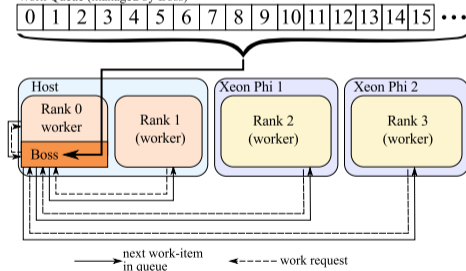 0 1 2 3 4 5 6 7 8 9 10 11 12 13 14 15 •••
Host Xeon Phi 1 Xeon Phi 2
Rank 0
worker
Boss
Rank 1
(worker)
Rank 2
(worker)
Rank 3
(worker)
next work-item
in queue
work request